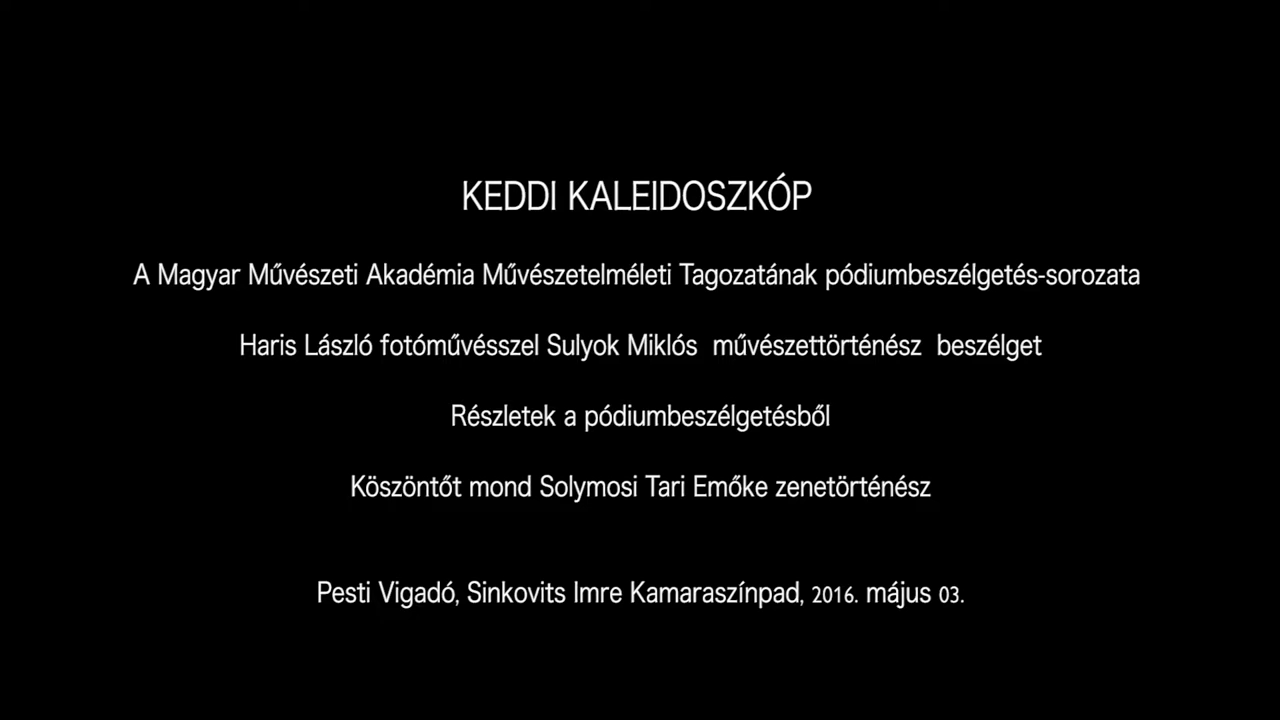 KEDDI KALEIDOSZKÓP
A Magyar Művészeti Akadémia Művészetelméleti Tagozatának pódiumbeszélgetés-sorozata
Haris László fotóművésszel Sulyok Miklós művészettörténész beszélget
Részletek a pódiumbeszélgetésből
Köszöntőt mond Solymosi Tari Emőke zenetörténész
Pesti Vigadó, Sinkovits Imre Kamaraszínpad, 2016. május 03.